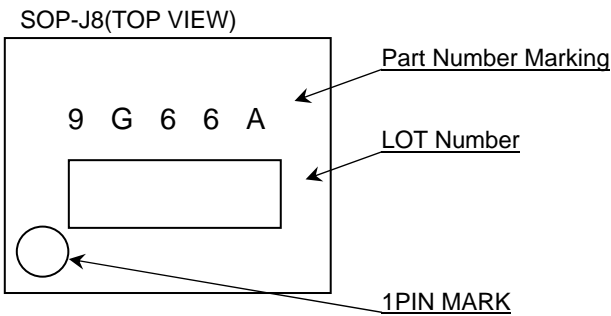 SOP-J8(TOP VIEW)
Part Number Marking
9 G 6 6 A
LOT Number
1PIN MARK